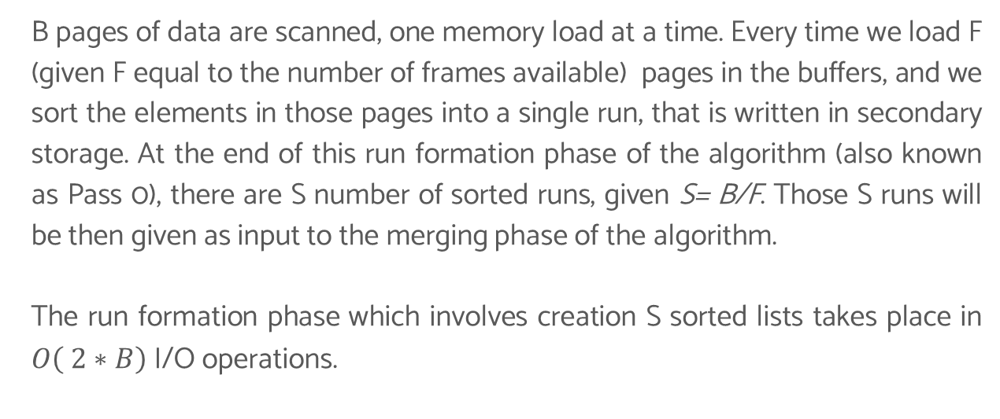 B pages of data are scanned, one memory load at a time. Every time we load F
(given F equal to the number of frames available)  pages in the buffers, and we
sort the elements in those pages into a single run, that is written in secondary
storage. At the end of this run formation phase of the algorithm (also known
as Pass 0), there are S number of sorted runs, given S= B/F. Those S runs will
be then given as input to the merging phase of the algorithm.
The run formation phase which involves creation S sorted lists takes place in
O( 2 * B) I/O operations.